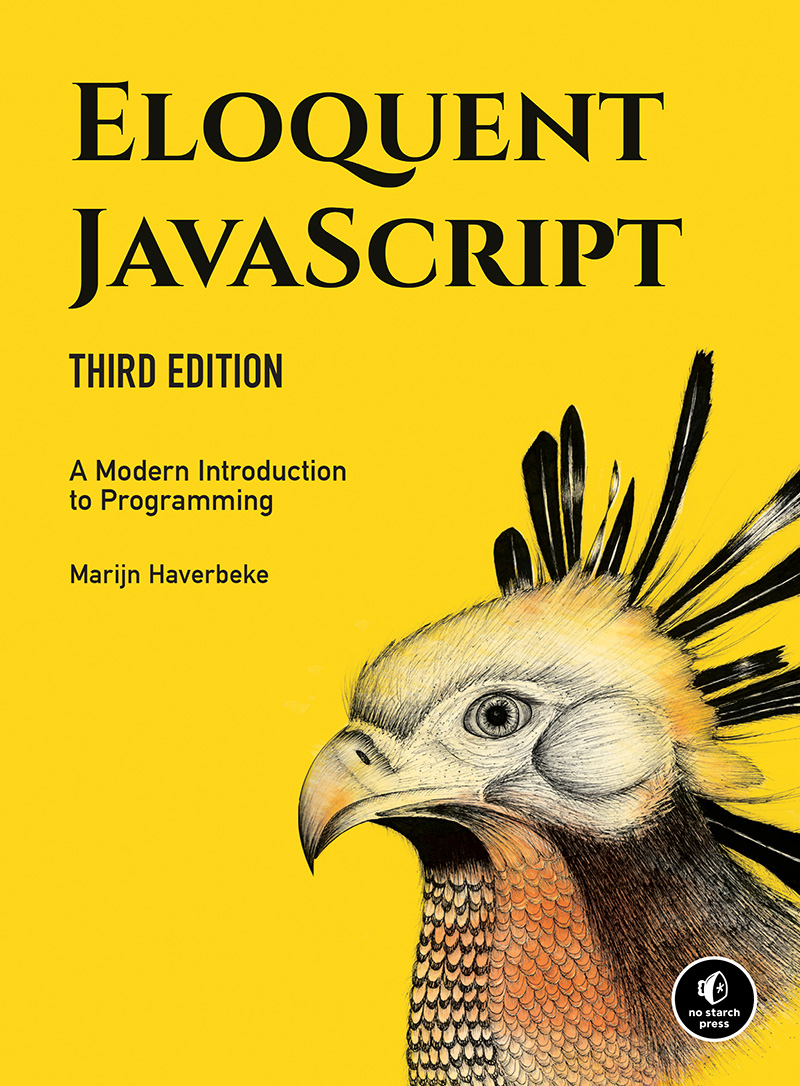 ELOQUENT
JAVASCRIPT
THIRD EDITION
A Modern Introduction
to Programming
Marijn Haverbeke
no starch
press